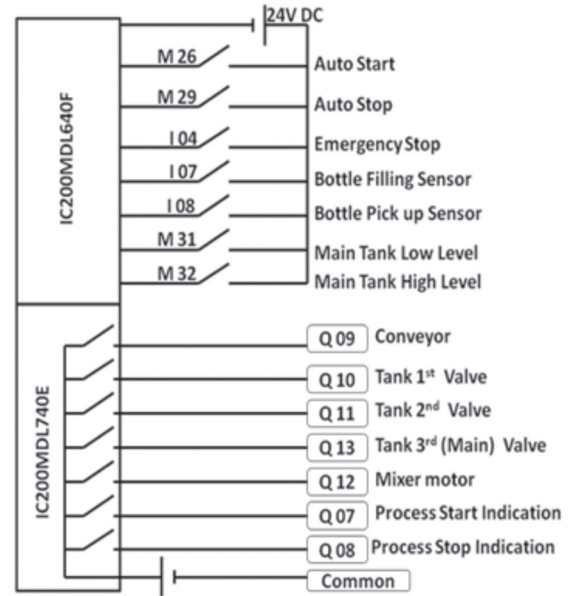 24V DC
M 26 Auto Start
M 29 Auto Stop
I 04 Emergency Stop
I 07 Bottle Filling Sensor
I 08 Bottle Pick up Sensor
M 31 Main Tank Low Level
M 32 Main Tank High Level
IC200MDL640F
Q 09 Conveyor
Q 10 Tank 1st Valve
Q 11 Tank 2nd Valve
Q 13 Tank 3rd (Main) Valve
Q 12 Mixer motor
Q 07 Process Start Indication
Q 08 Process Stop Indication
Common
IC200MDL740E